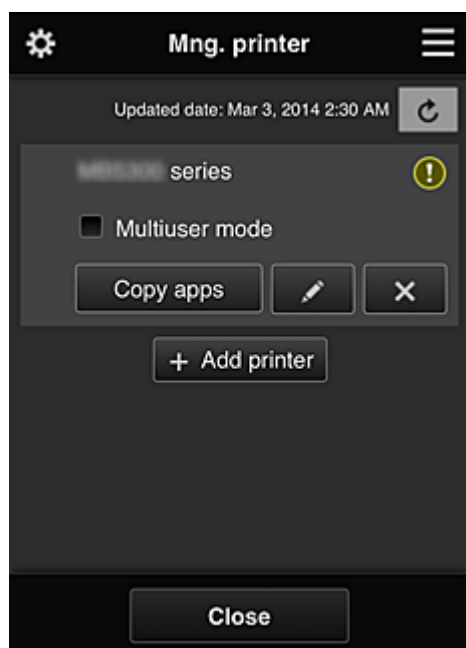 Mng. printer
Updated date: Mar 3, 2014 2:30 AM
series
Multiuser mode
Copy apps
+ Add printer
Close